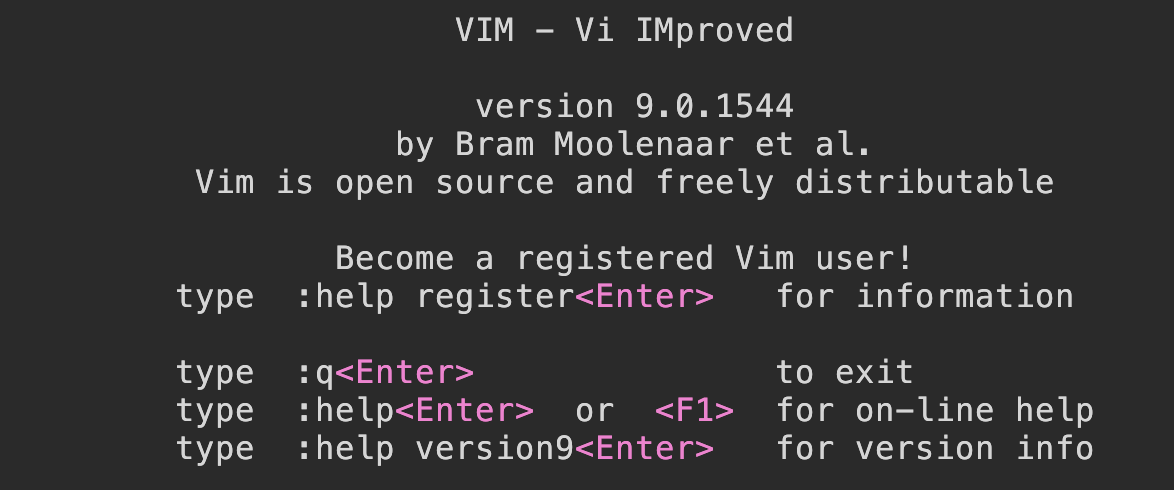 VIM - Vi IMproved
version 9.0.1544
by Bram Moolenaar et al.
Vim is open source and freely distributable
Become a registered Vim user!
type  :help register<Enter>   for information
type  :q<Enter>               to exit
type  :help<Enter>  or  <F1>  for on-line help
type  :help version9<Enter>   for version info